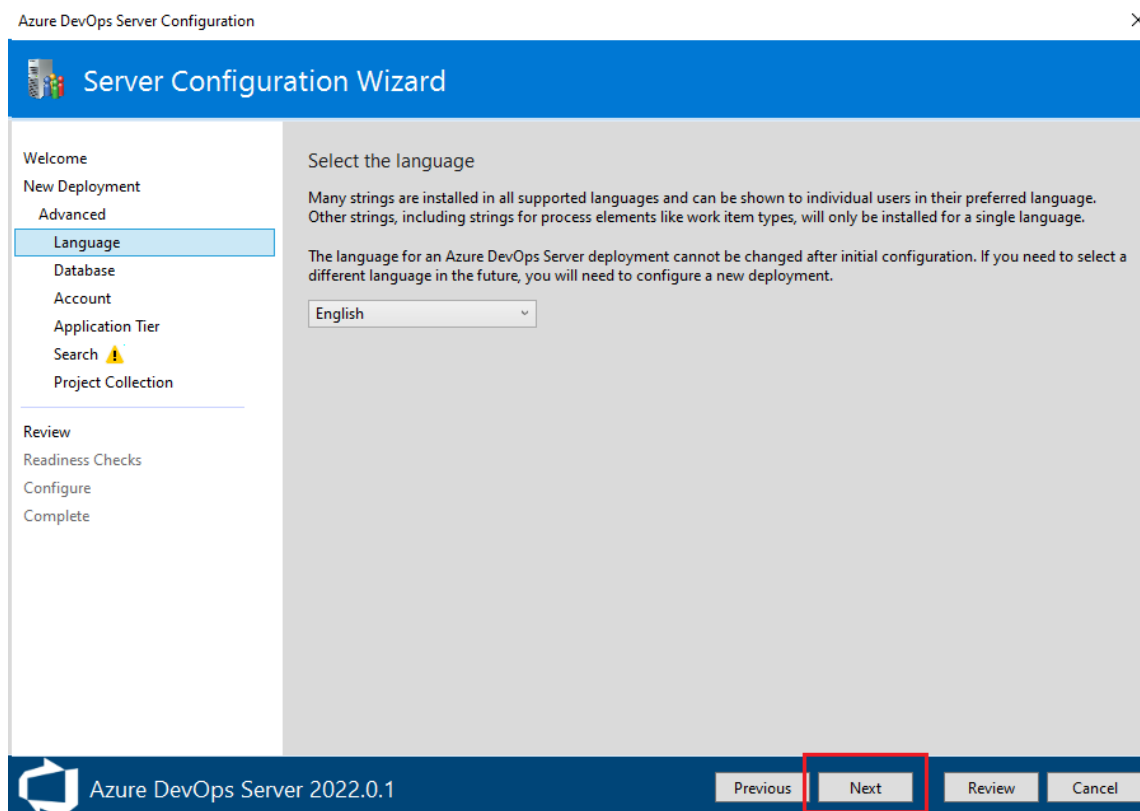 Azure DevOps Server Configuration
Server Configuration Wizard
Welcome
New Deployment
Advanced
Language
Database
Account
Application Tier
Search
Project Collection
Review
Readiness Checks
Configure
Complete
Select the language
Many strings are installed in all supported languages and can be shown to individual users in their preferred language.
Other strings, including strings for process elements like work item types, will only be installed for a single language.
The language for an Azure DevOps Server deployment cannot be changed after initial configuration. If you need to select a
different language in the future, you will need to configure a new deployment.
English
Azure DevOps Server 2022.0.1
Previous
Next
Review
Cancel